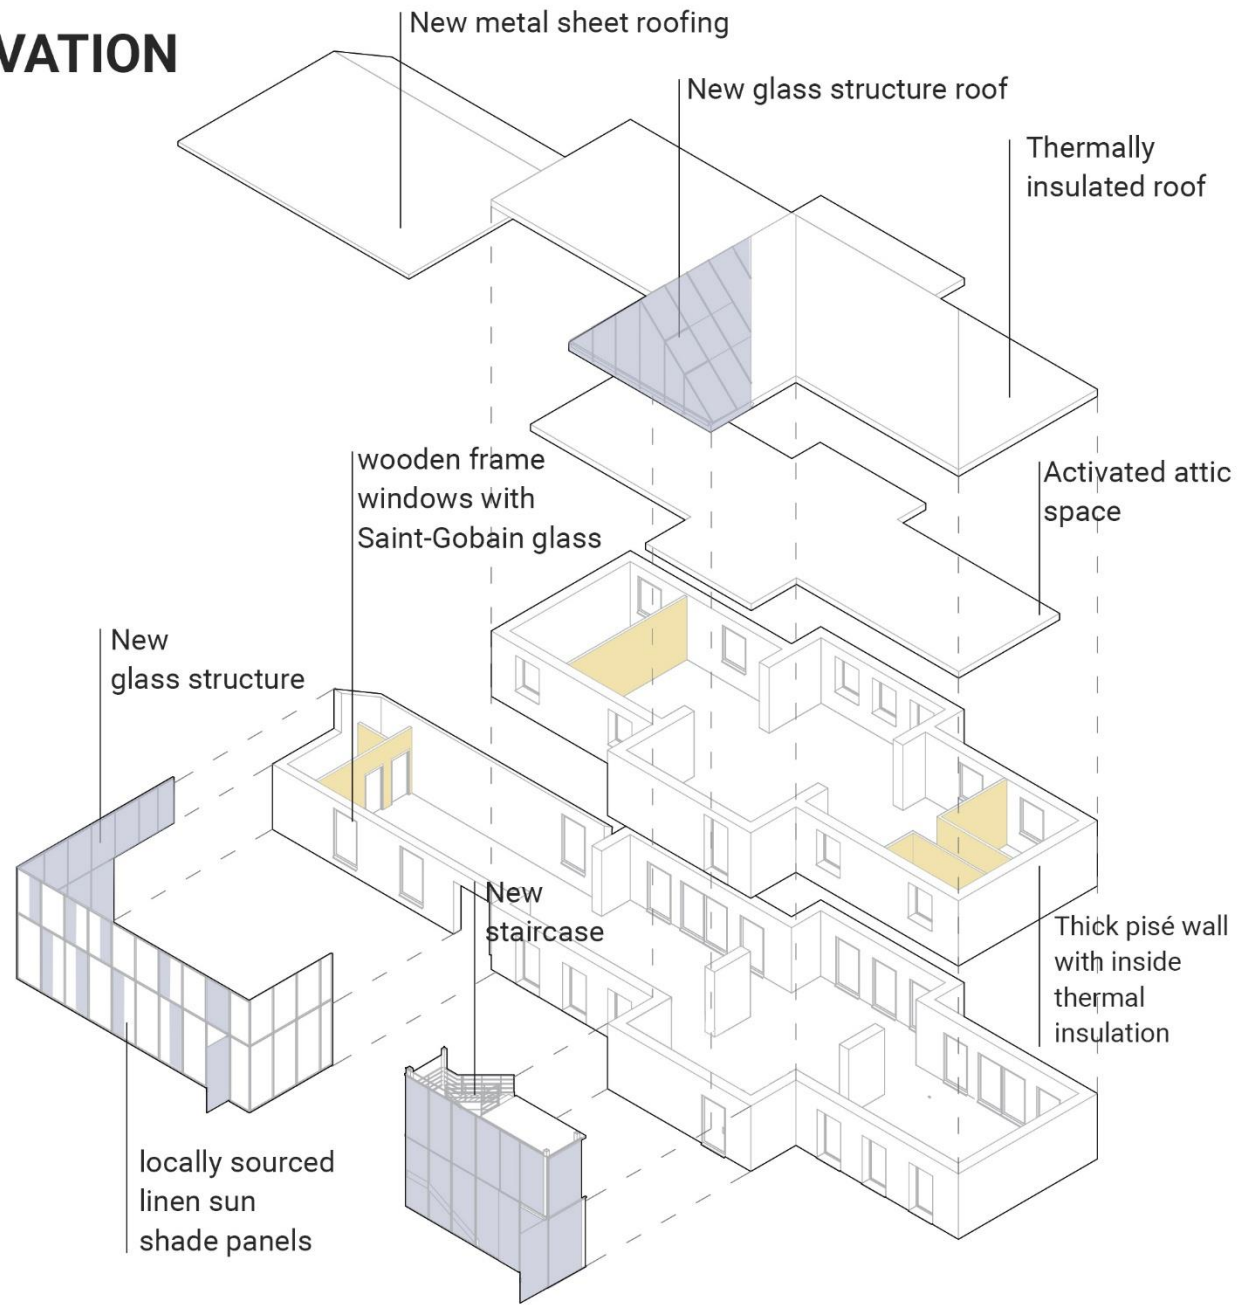 VATION
New metal sheet roofing
New glass structure roof
Thermally
insulated roof
wooden frame
windows with
Saint-Gobain glass
Activated attic
space
New
glass structure
New
staircase
Thick pisé wall
with inside
thermal
insulation
locally sourced
linen sun
shade panels